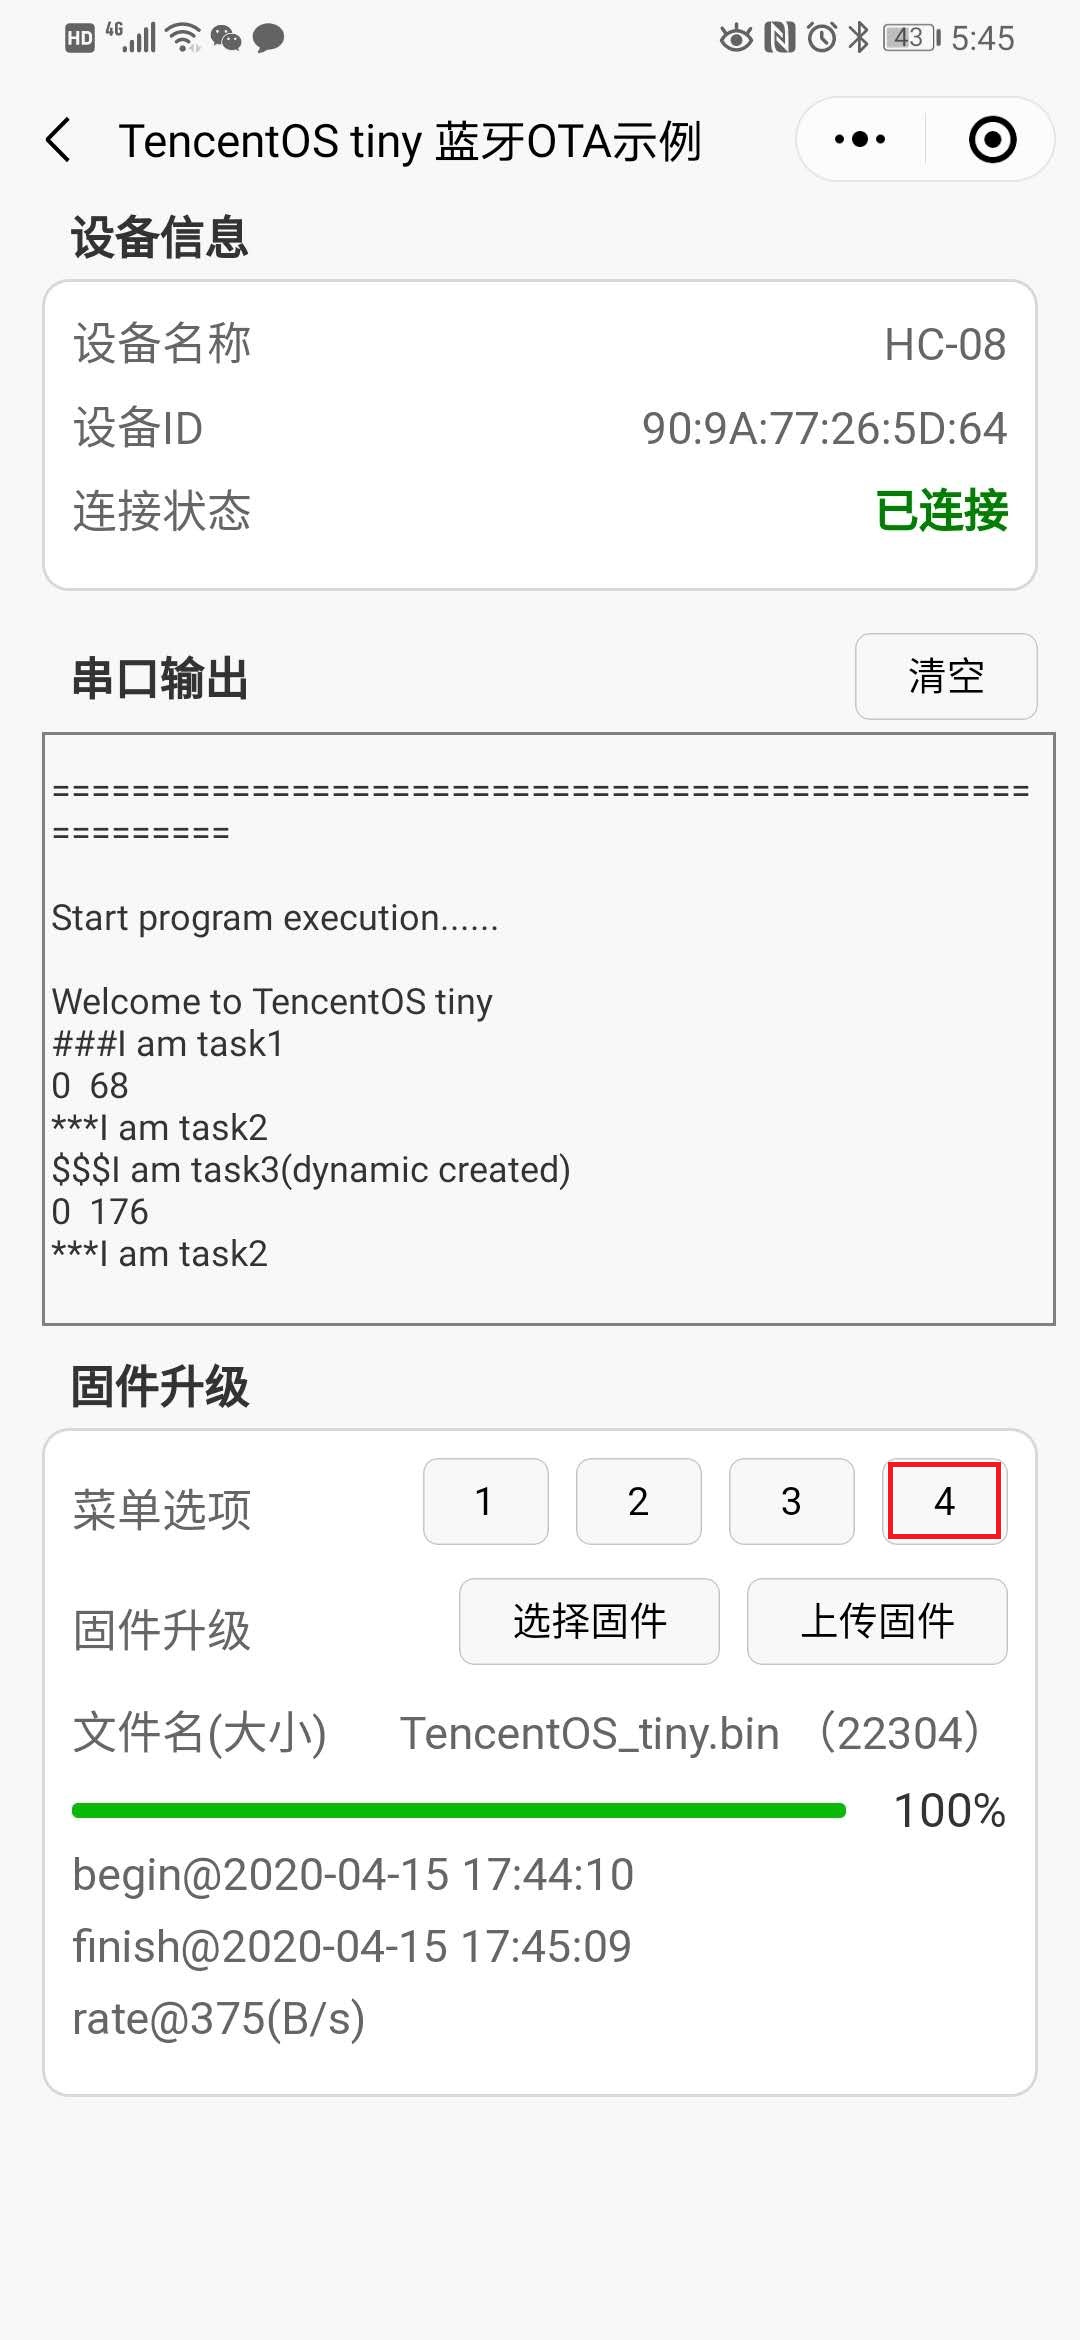 HD 4G 43 5:45
TencentOS tiny 蓝牙OTA示例
设备信息
设备名称 HC-08
设备ID 90:9A:77:26:5D:64
连接状态 已连接
串口输出 清空
=================================================
=========
Start program execution......
Welcome to TencentOS tiny
###I am task1
0  68
***I am task2
$$$I am task3(dynamic created)
0  176
***I am task2
固件升级
菜单选项 1 2 3 4
固件升级 选择固件 上传固件
文件名(大小) TencentOS_tiny.bin （22304）
100%
begin@2020-04-15 17:44:10
finish@2020-04-15 17:45:09
rate@375(B/s)